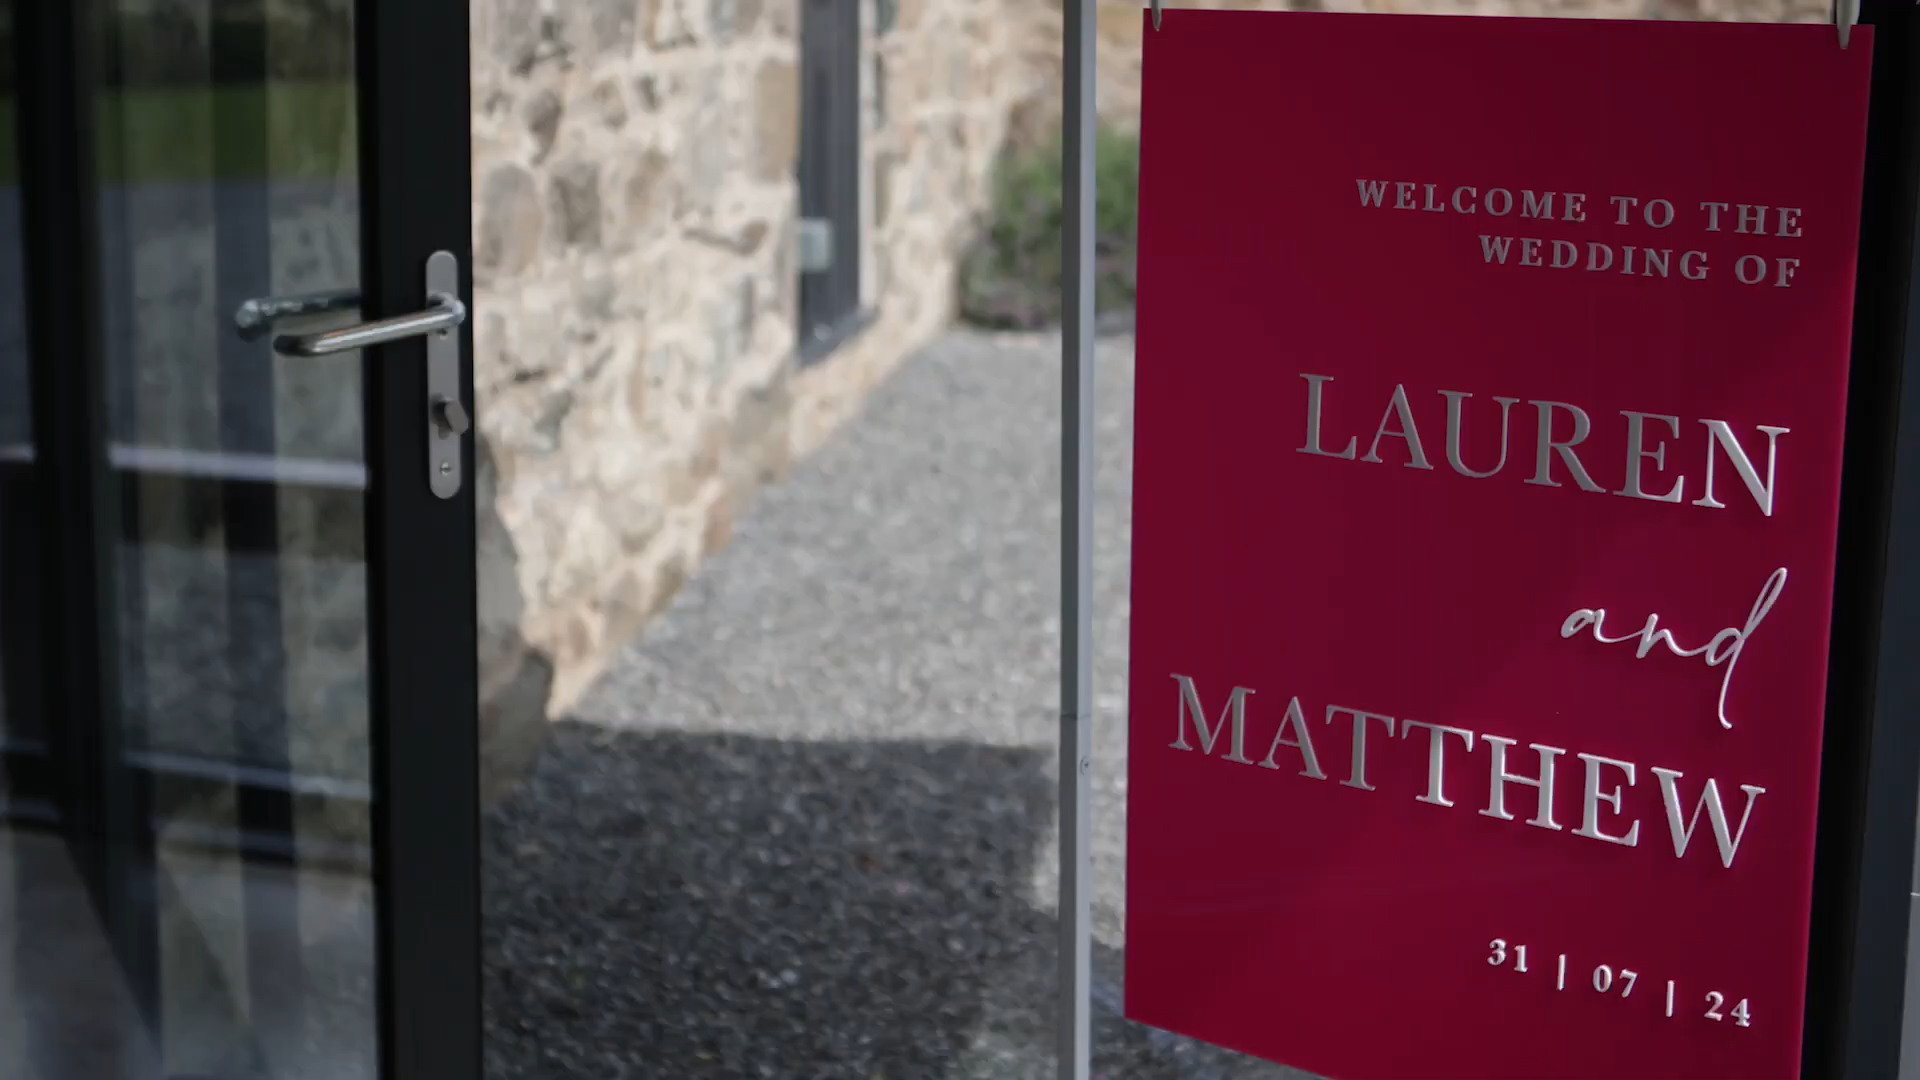 WELCOME TO THE
WEDDING OF
LAUREN
and
MATTHEW
31 | 07 | 24